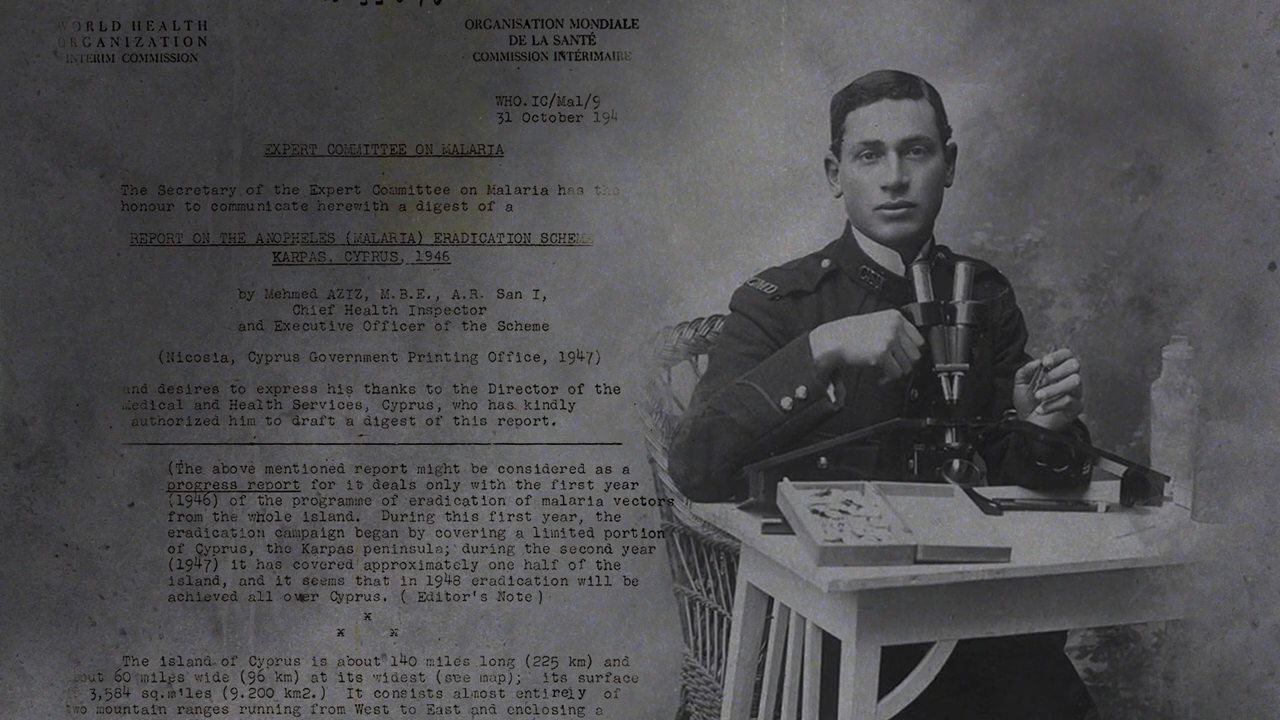 WORLD HEALTH
ORGANIZATION
INTERIM COMMISSION
ORGANISATION MONDIALE
DE LA SANTÉ
COMMISSION INTÉRIMAIRE
WHO.IC/Mal/9
31 October 194
EXPERT COMMITTEE ON MALARIA
The Secretary of the Expert Committee on Malaria has the
honour to communicate herewith a digest of a
REPORT ON THE ANOPHELES (MALARIA) ERADICATION SCHEME
KARPAS, CYPRUS, 1946
by Mehmed AZIZ, M.B.E., A.R. San I,
Chief Health Inspector
and Executive Officer of the Scheme
(Nicosia, Cyprus Government Printing Office, 1947)
and desires to express his thanks to the Director of the
Medical and Health Services, Cyprus, who has kindly
authorized him to draft a digest of this report.
(The above mentioned report might be considered as a
progress report for it deals only with the first year
(1946) of the programme of eradication of malaria vectors
from the whole island. During this first year, the
eradication campaign began by covering a limited portion
of Cyprus, the Karpas peninsula; during the second year
(1947) it has covered approximately one half of the
island, and it seems that in 1948 eradication will be
achieved all over Cyprus. ( Editor's Note )
x
x x
The island of Cyprus is about 140 miles long (225 km) and
out 60 miles wide (96 km) at its widest (see map); its surface
3,584 sq.miles (9.200 km2.) It consists almost entirely of
two mountain ranges running from West to East and enclosing a